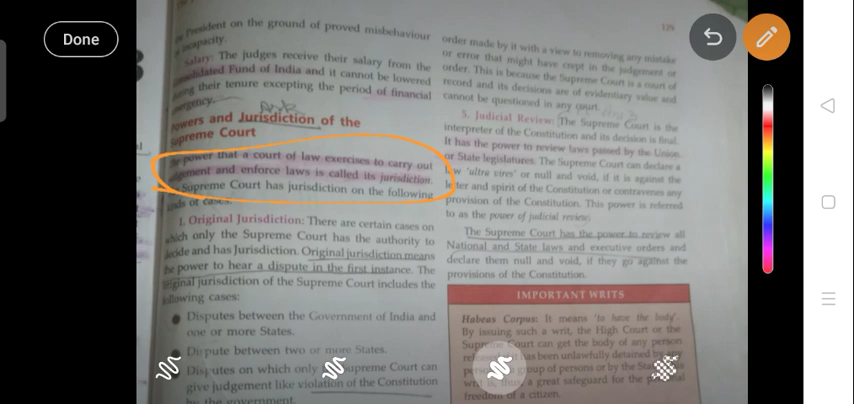 Done
President on the ground of proved misbehaviour
incapacity.
Salary: The judges receive their salary from the
Consolidated Fund of India and it cannot be lowered
during their tenure excepting the period of financial
emergency.
Powers and Jurisdiction of the
Supreme Court
power that a court of law exercises to carry out
and enforce laws is called its jurisdiction.
Supreme Court has jurisdiction on the following
kinds of cases:
1. Original Jurisdiction: There are certain cases on
which only the Supreme Court has the authority to
decide and has Jurisdiction. Original jurisdiction means
the power to hear a dispute in the first instance. The
original jurisdiction of the Supreme Court includes the
following cases:
Disputes between the Government of India and
one or more States.
Dispute between two or more States.
Disputes on which only Supreme Court can
give judgement like violation of the Constitution
by the government.
129
order made by it with a view to removing any mistake
or error that might have crept in the judgement or
order. This is because the Supreme Court is a court of
record and its decisions are of evidentiary value and
cannot be questioned in any court.
5. Judicial Review: The Supreme Court is the
interpreter of the Constitution and its decision is final.
It has the power to review laws passed by the Union
or State legislatures. The Supreme Court can declare a
law 'ultra vires' or null and void, if it is against the
letter and spirit of the Constitution or contravenes any
provision of the Constitution. This power is referred
to as the power of judicial review.
The Supreme Court has the power to review all
National and State laws and executive orders and
declare them null and void, if they go against the
provisions of the Constitution.
IMPORTANT WRITS
Habeas Corpus: It means 'to have the body'.
By issuing such a writ, the High Court or the
Supreme Court can get the body of any person
has been unlawfully detained
group of persons or by the State
a great safeguard for the personal
freedom of a citizen.